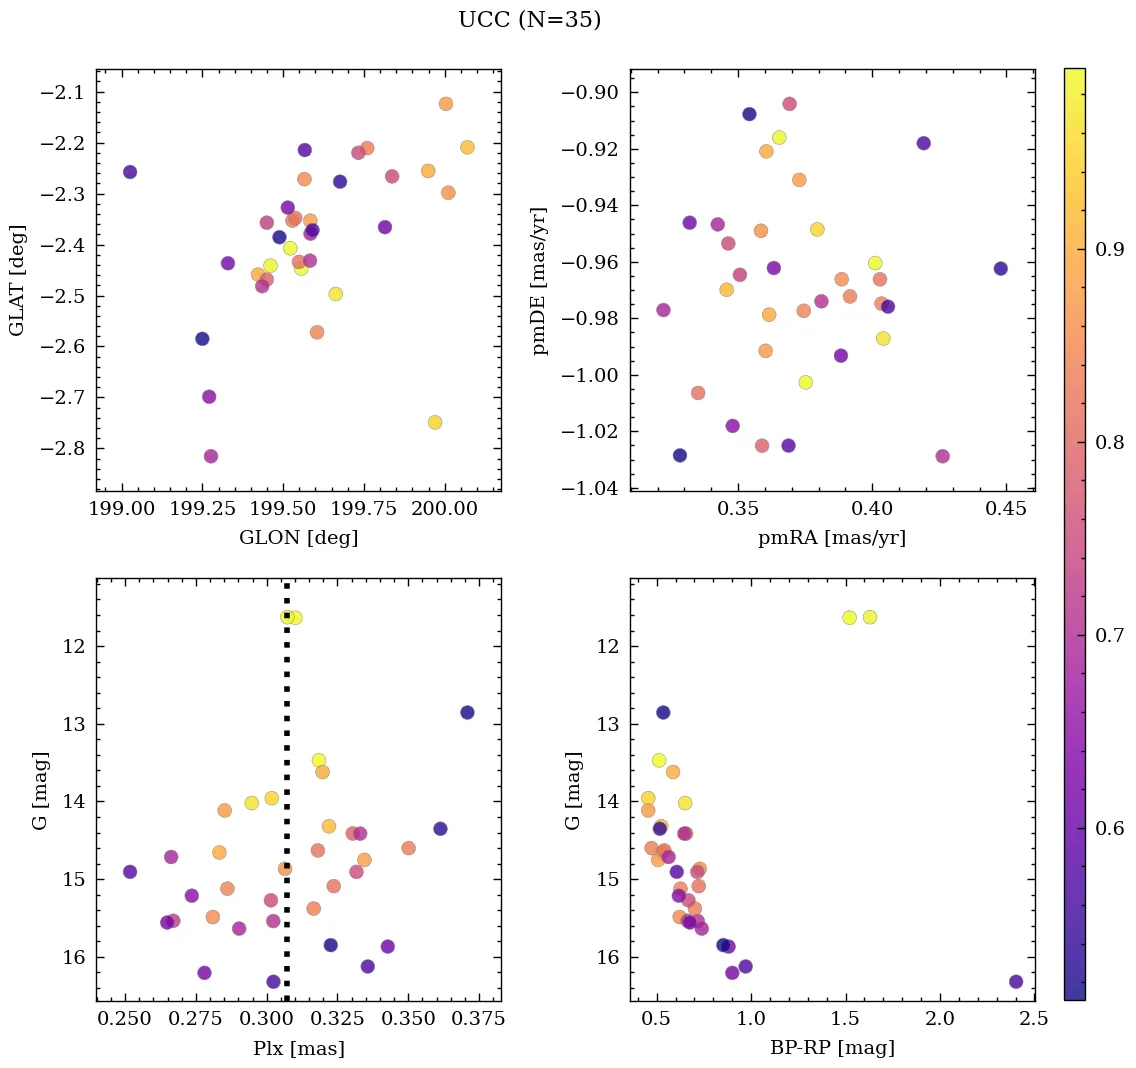 UCC (N=35)
−2.1
−2.2
−2.3
−2.4
−2.5
−2.6
−2.7
−2.8
GLAT [deg]
199.00 199.25 199.50 199.75 200.00
GLON [deg]
−0.90
−0.92
−0.94
−0.96
−0.98
−1.00
−1.02
−1.04
pmDE [mas/yr]
0.35 0.40 0.45
pmRA [mas/yr]
12
13
14
15
16
G [mag]
0.250 0.275 0.300 0.325 0.350 0.375
Plx [mas]
12
13
14
15
16
G [mag]
0.5 1.0 1.5 2.0 2.5
BP-RP [mag]
0.9
0.8
0.7
0.6